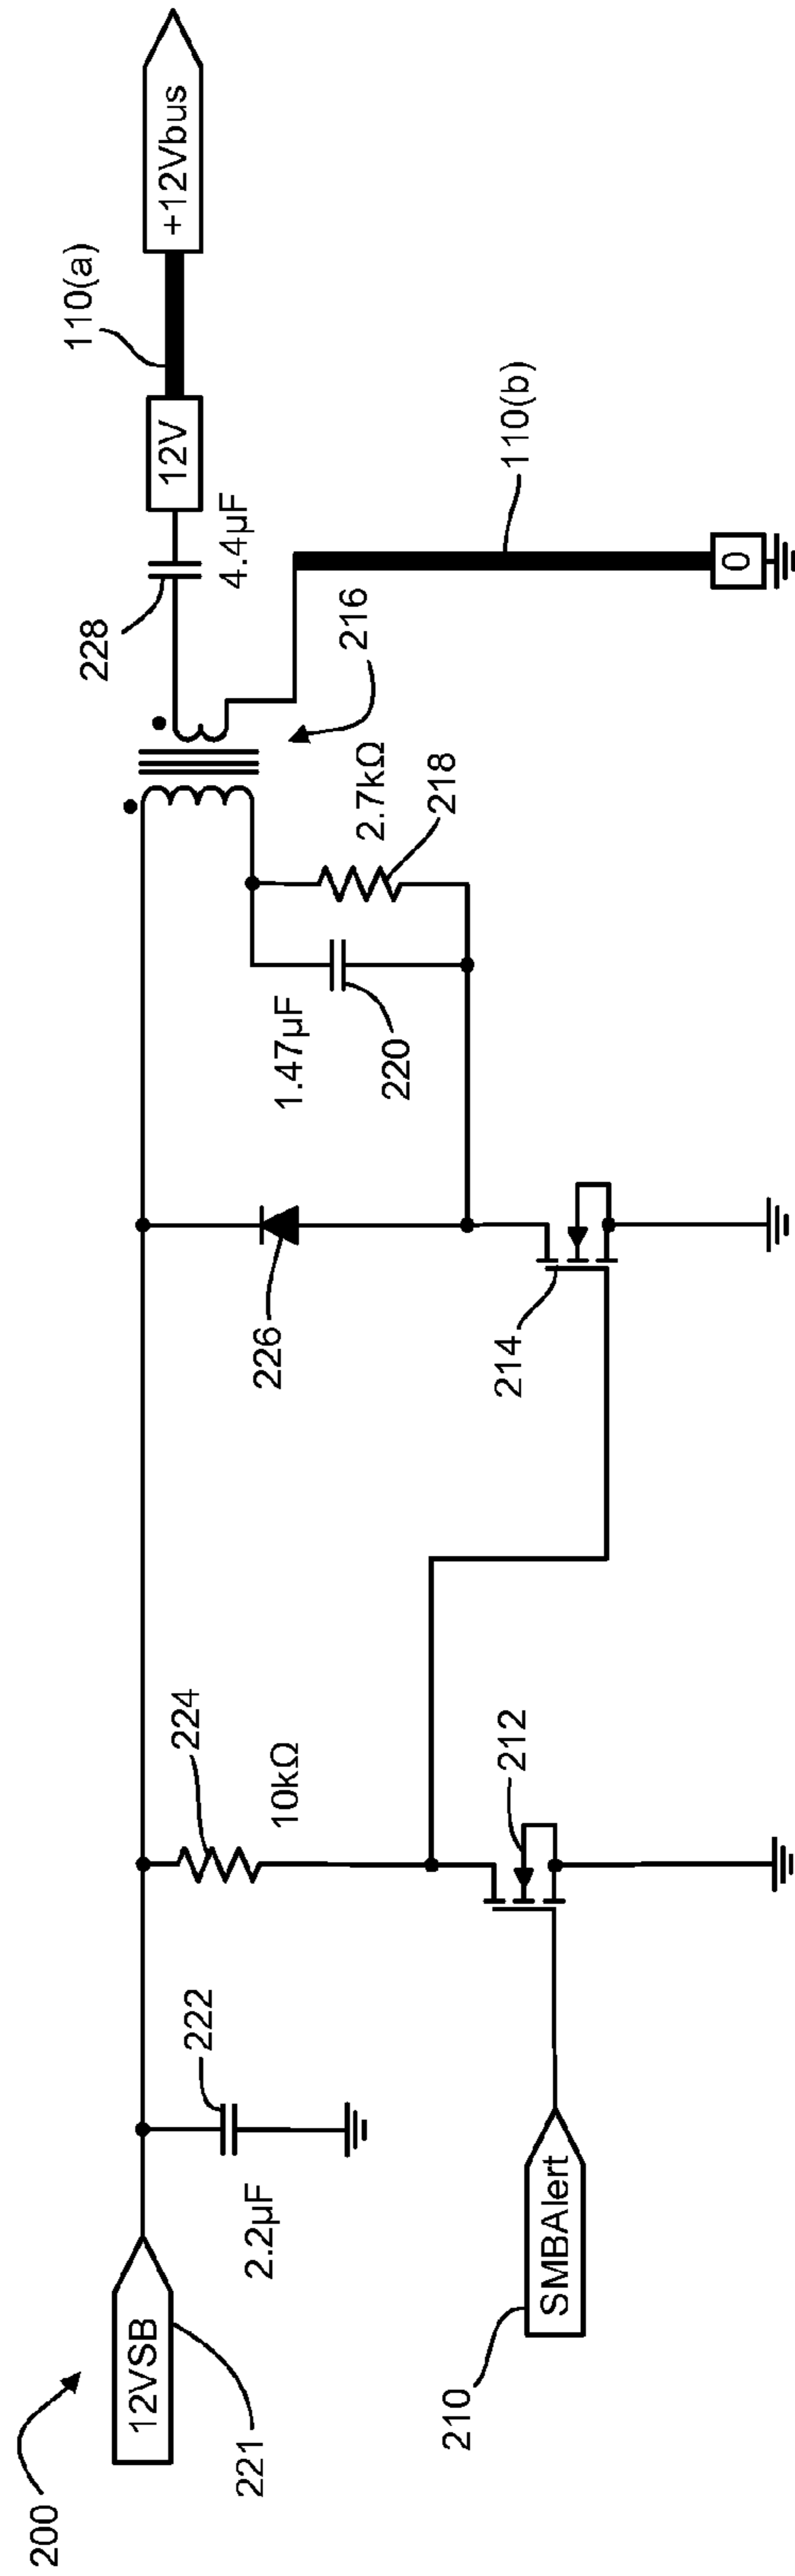 200
12VSB
221
2.2µF
222
224
10kΩ
210
SMBAlert
212
214
226
1.47µF
220
2.7kΩ
218
216
228
4.4µF
12V
110(a)
+12Vbus
110(b)
0